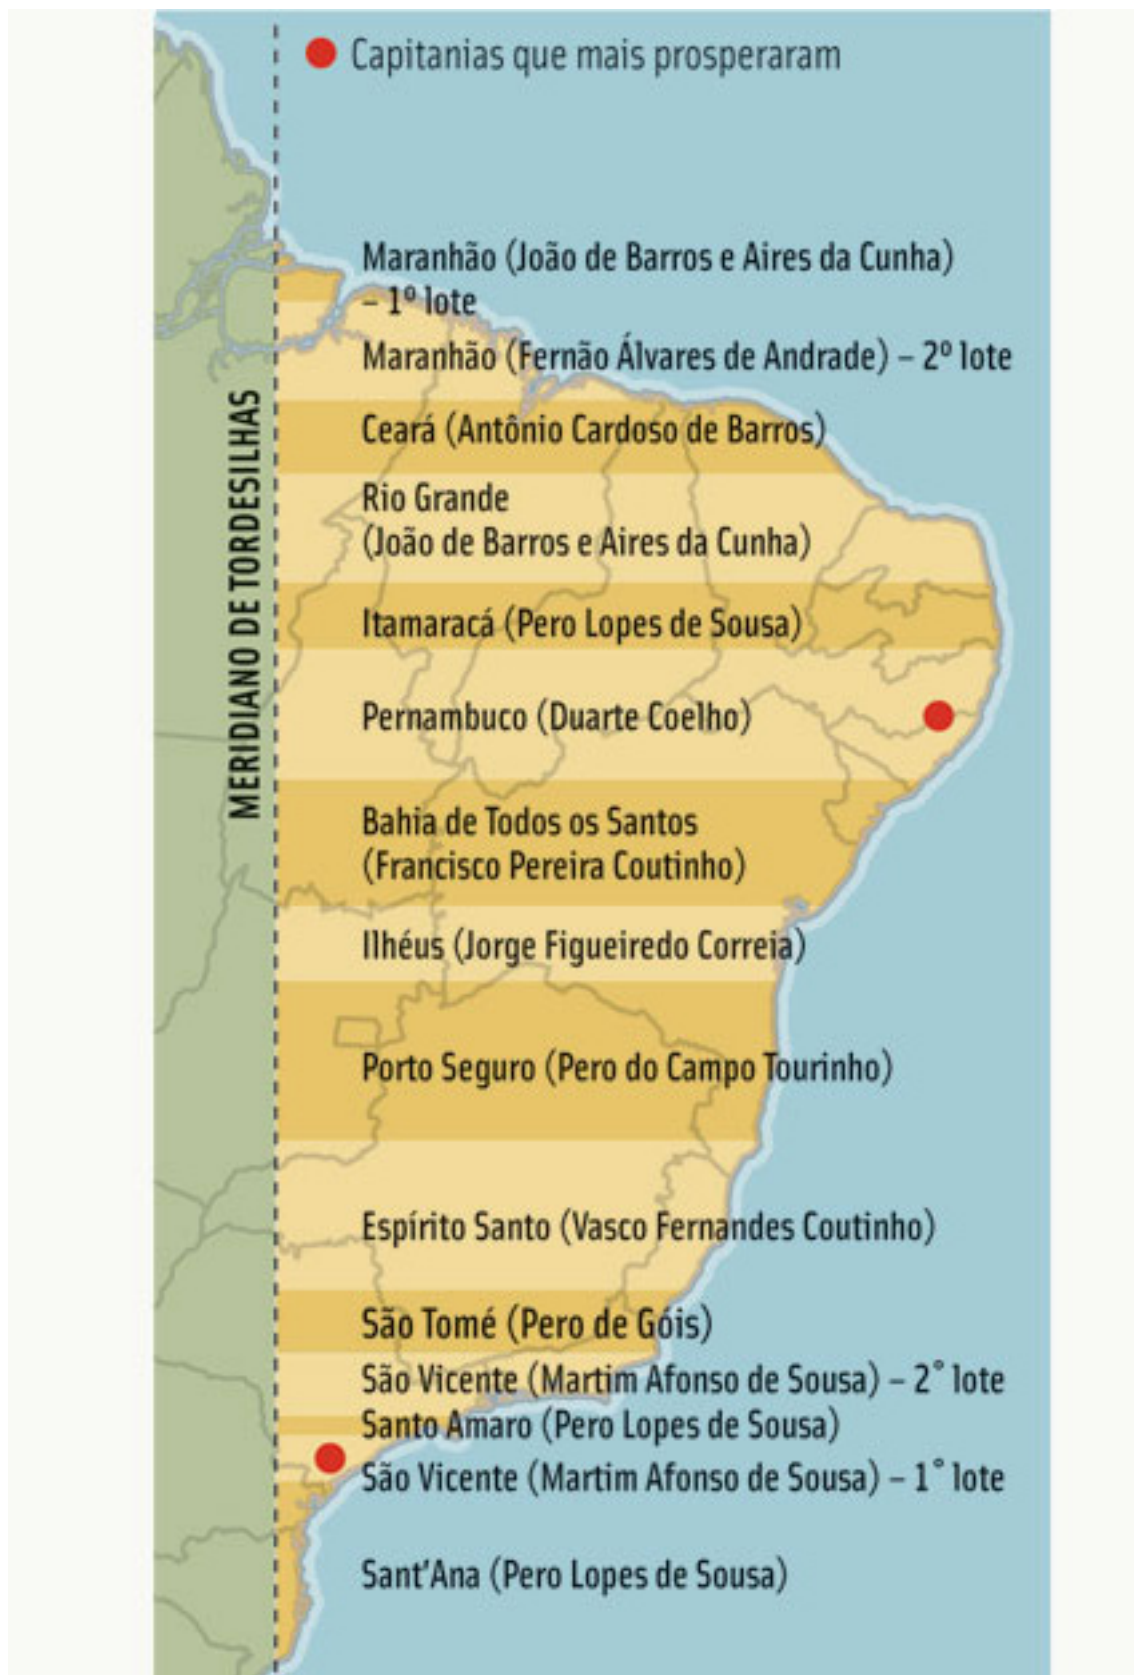 Capitanias que mais prosperaram
Maranhão (João de Barros e Aires da Cunha)
– 1º lote
Maranhão (Fernão Álvares de Andrade) – 2º lote
Ceará (Antônio Cardoso de Barros)
Rio Grande
(João de Barros e Aires da Cunha)
Itamaracá (Pero Lopes de Sousa)
MERIDIANO DE TORDESILHAS
Pernambuco (Duarte Coelho)
Bahia de Todos os Santos
(Francisco Pereira Coutinho)
Ilhéus (Jorge Figueiredo Correia)
Porto Seguro (Pero do Campo Tourinho)
Espírito Santo (Vasco Fernandes Coutinho)
São Tomé (Pero de Góis)
São Vicente (Martim Afonso de Sousa) – 2° lote
Santo Amaro (Pero Lopes de Sousa)
São Vicente (Martim Afonso de Sousa) – 1° lote
Sant'Ana (Pero Lopes de Sousa)